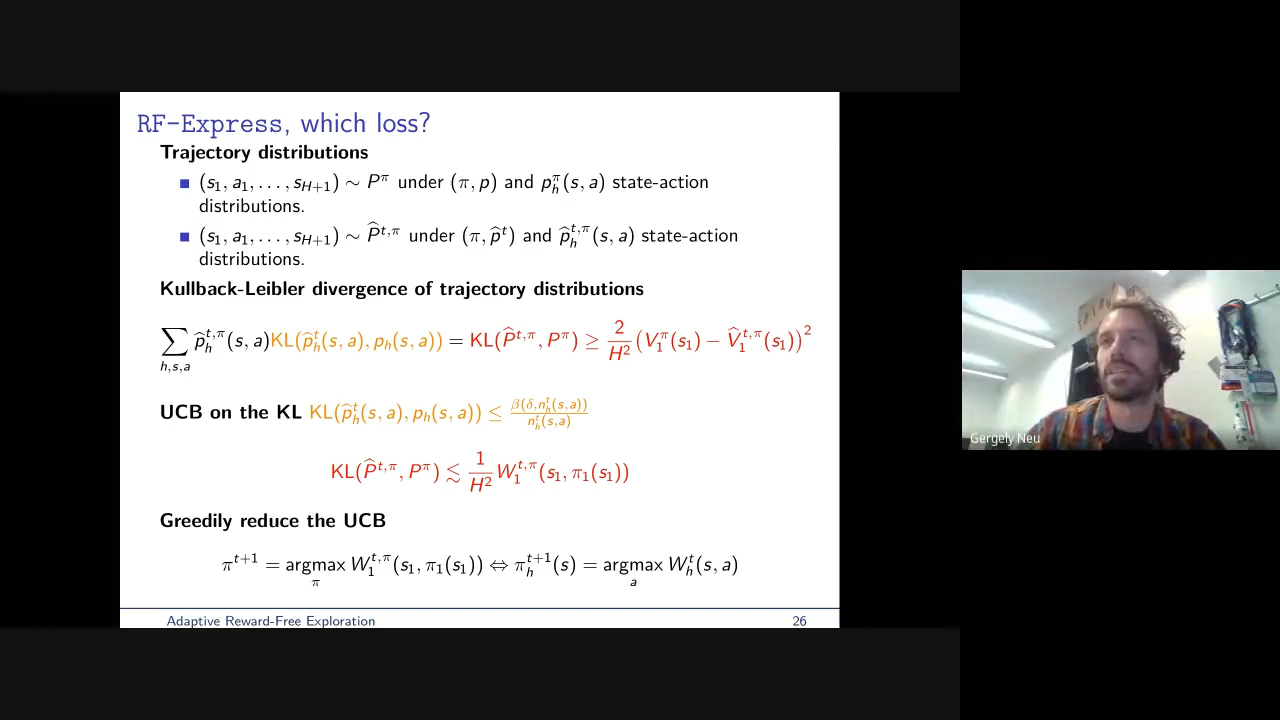 RF-Express, which loss?
Trajectory distributions
(s₁, a₁, . . . , s_{H+1}) ∼ P^π under (π, p) and p_h^π(s, a) state-action
distributions.
(s₁, a₁, . . . , s_{H+1}) ∼ P̂^{t,π} under (π, p̂^t) and p̂_h^{t,π}(s, a) state-action
distributions.
Kullback-Leibler divergence of trajectory distributions
∑_{h,s,a} p̂_h^{t,π}(s, a)KL(p̂_h^t(s, a), p_h(s, a)) = KL(P̂^{t,π}, P^π) ≥ 2/H² (V_1^π(s₁) − V̂_1^{t,π}(s₁))²
UCB on the KL KL(p̂_h^t(s, a), p_h(s, a)) ≤ β(δ,n_h^t(s,a))/n_h^t(s,a)
KL(P̂^{t,π}, P^π) ≲ 1/H² W_1^{t,π}(s₁, π₁(s₁))
Greedily reduce the UCB
π^{t+1} = argmax_π W_1^{t,π}(s₁, π₁(s₁)) ⇔ π_h^{t+1}(s) = argmax_a W_h^t(s, a)
Adaptive Reward-Free Exploration 26
Gergely Neu